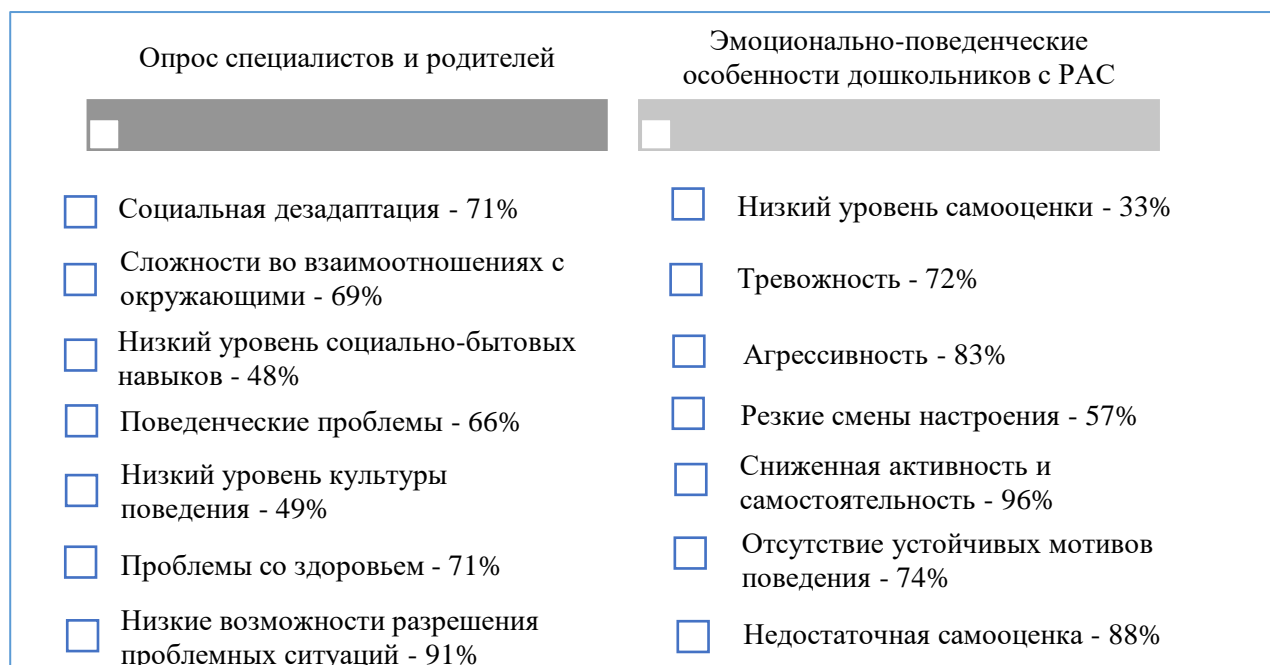 Опрос специалистов и родителей
Социальная дезадаптация - 71%
Сложности во взаимоотношениях с
окружающими - 69%
Низкий уровень социально-бытовых
навыков - 48%
Поведенческие проблемы - 66%
Низкий уровень культуры
поведения - 49%
Проблемы со здоровьем - 71%
Низкие возможности разрешения
проблемных ситуаций - 91%
Эмоционально-поведенческие
особенности дошкольников с РАС
Низкий уровень самооценки - 33%
Тревожность - 72%
Агрессивность - 83%
Резкие смены настроения - 57%
Сниженная активность и
самостоятельность - 96%
Отсутствие устойчивых мотивов
поведения - 74%
Недостаточная самооценка - 88%